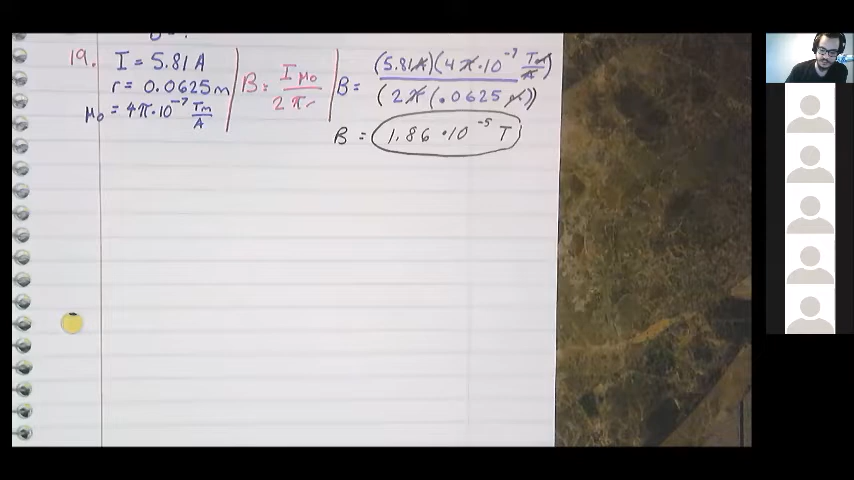 19. I = 5.81 A
r = 0.0625 m
μ₀ = 4π·10⁻⁷ Tm/A
B = Iμ₀ / 2πr
B = (5.81A)(4π·10⁻⁷ Tm/A) / (2π(.0625 m))
B = 1.86 · 10⁻⁵ T